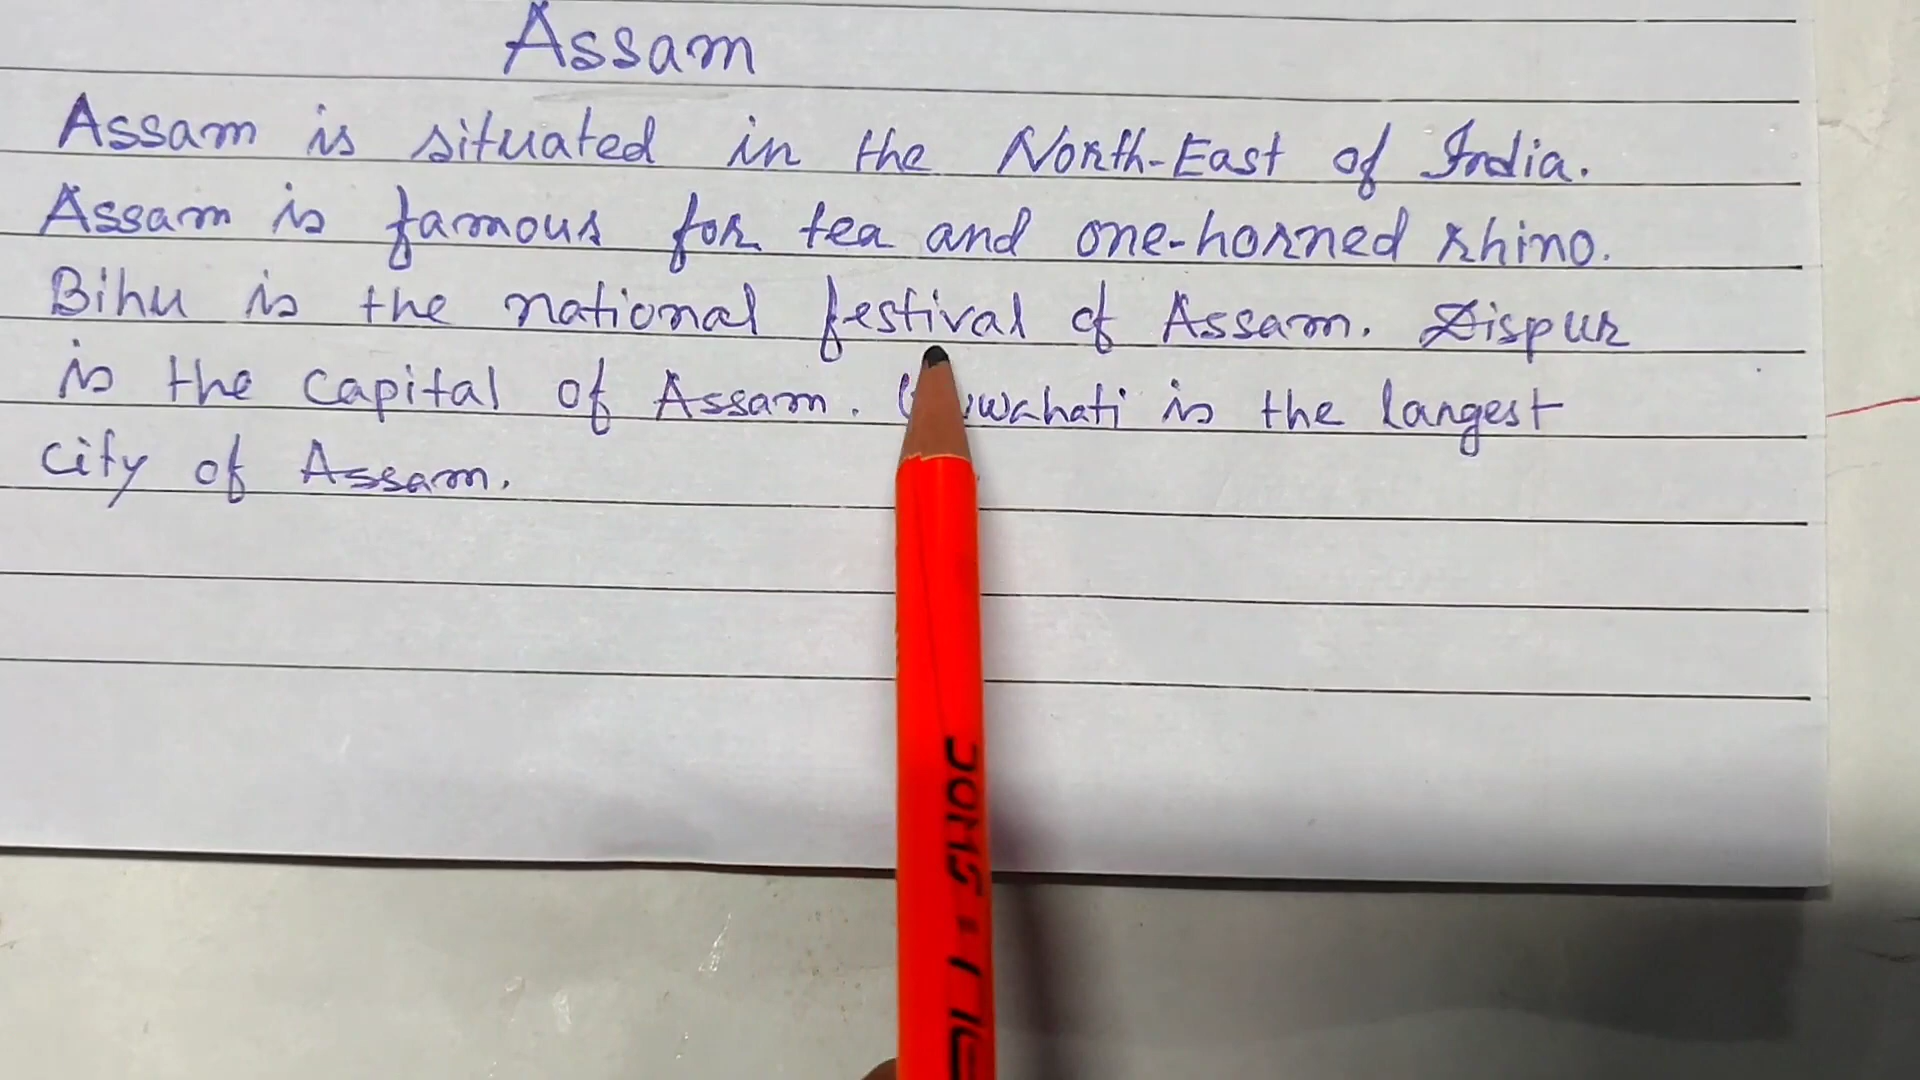 Assam
Assam is situated in the North-East of India.
Assam is famous for tea and one-horned rhino.
Bihu is the national festival of Assam. Dispur
is the capital of Assam. is the largest
city of Assam.
DOMS